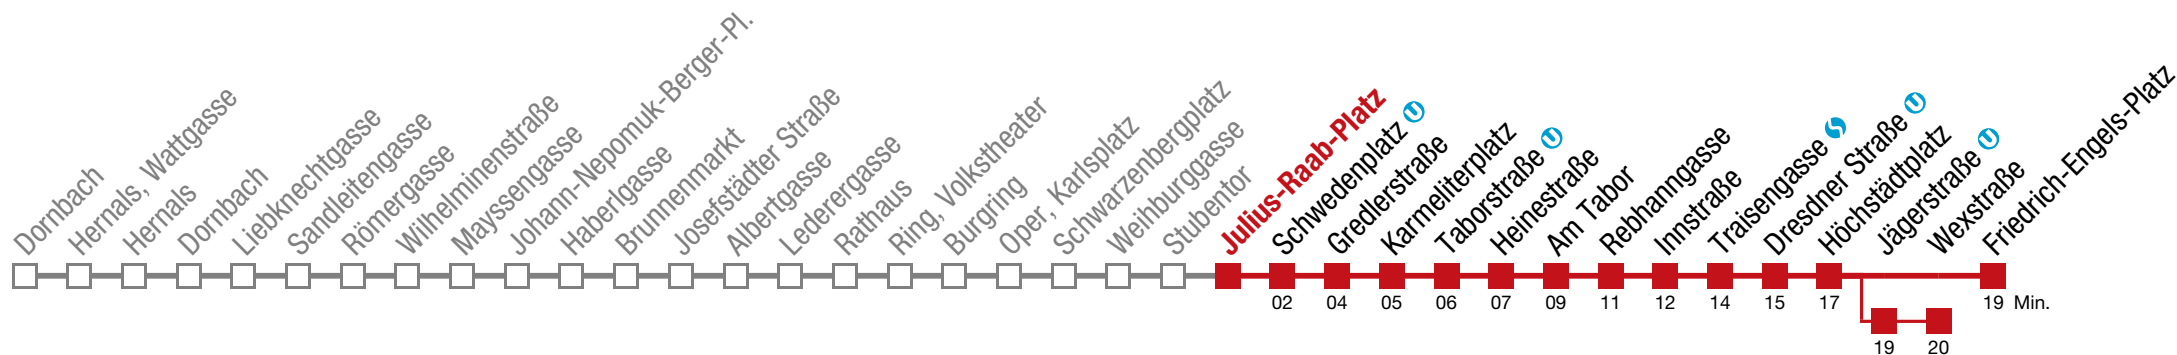 Dornbach
Hernals, Wattgasse
Hernals
Dornbach
Liebknechtgasse
Sandleitengasse
Römergasse
Wilhelminenstraße
Mayssengasse
Johann-Nepomuk-Berger-Pl.
Haberlgasse
Brunnenmarkt
Josefstädter Straße
Albertgasse
Lederergasse
Rathaus
Ring, Volkstheater
Burgring
Oper, Karlsplatz
Schwarzenbergplatz
Weihburggasse
Stubentor
Julius-Raab-Platz
Schwedenplatz U
Gredlerstraße
Karmeliterplatz
Taborstraße U
Heinestraße
Am Tabor
Rebhanngasse
Innstraße
Traisengasse S
Dresdner Straße U
Höchstädtplatz
Jägerstraße U
Wexstraße
Friedrich-Engels-Platz
02 04 05 06 07 09 11 12 14 15 17 19 Min.
19 20